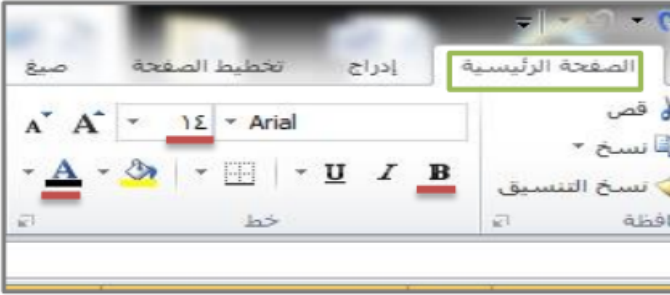 الصفحة الرئيسية إدراج تخطيط الصفحة صيغ
قص
Arial ١٤ A A
نسخ
B I U A
نسخ التنسيق
خط